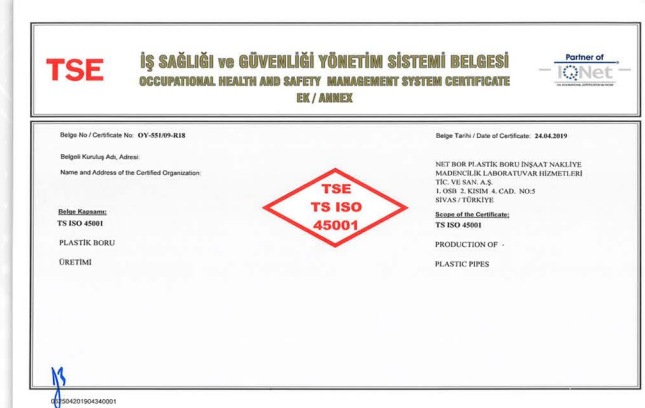 TSE
İŞ SAĞLIĞI ve GÜVENLİĞİ YÖNETİM SİSTEMİ BELGESİ
OCCUPATIONAL HEALTH AND SAFETY MANAGEMENT SYSTEM CERTIFICATE
EK / ANNEX
Partner of
IQNet
Belge No / Certificate No: OY-551/09-R18
Belge Tarihi / Date of Certificate: 24.04.2019
Belgeli Kuruluş Adı, Adresi:
Name and Address of the Certified Organization:
NET BOR PLASTİK BORU İNŞAAT NAKLİYE
MADENCİLİK LABORATUVAR HİZMETLERİ
TİC. VE SAN. A.Ş.
1. OSB 2. KISIM 4. CAD. NO:5
SIVAS / TÜRKİYE
TSE
TS ISO
45001
Belge Kapsamı:
TS ISO 45001
PLASTİK BORU
ÜRETİMİ
Scope of the Certificate:
TS ISO 45001
PRODUCTION OF -
PLASTIC PIPES